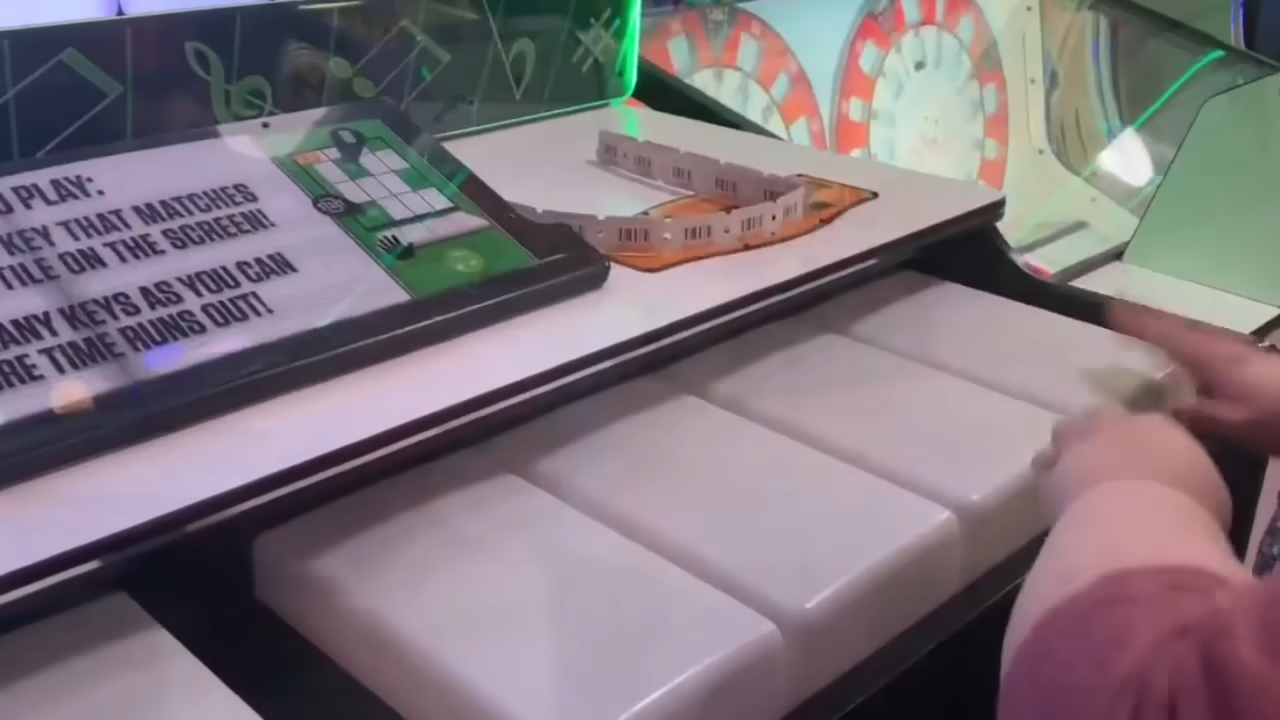 PLAY:
KEY THAT MATCHES
TILE ON THE SCREEN!
ANY KEYS AS YOU CAN
RE TIME RUNS OUT!